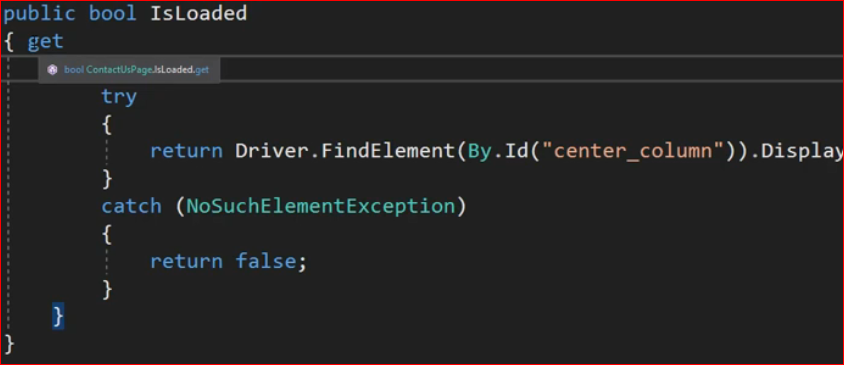 public bool IsLoaded
{ get
bool ContactUsPage.IsLoaded.get
try
{
return Driver.FindElement(By.Id("center_column")).Display
}
catch (NoSuchElementException)
{
return false;
}
}
}